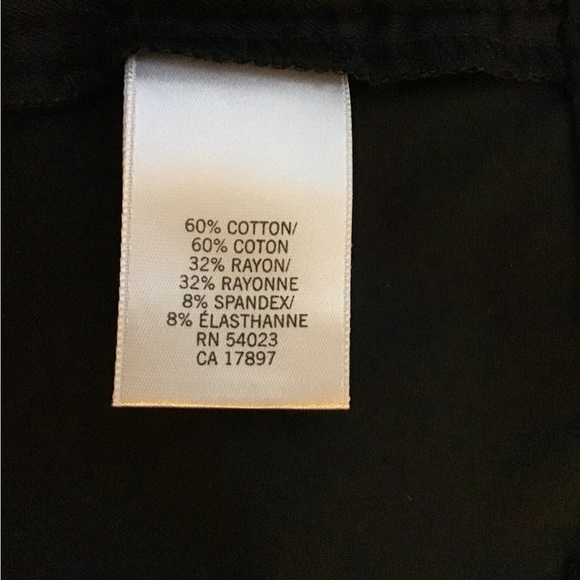 60% COTTON/
60% COTON
32% RAYON/
32% RAYONNE
8% SPANDEX/
8% ÉLASTHANNE
RN 54023
CA 17897